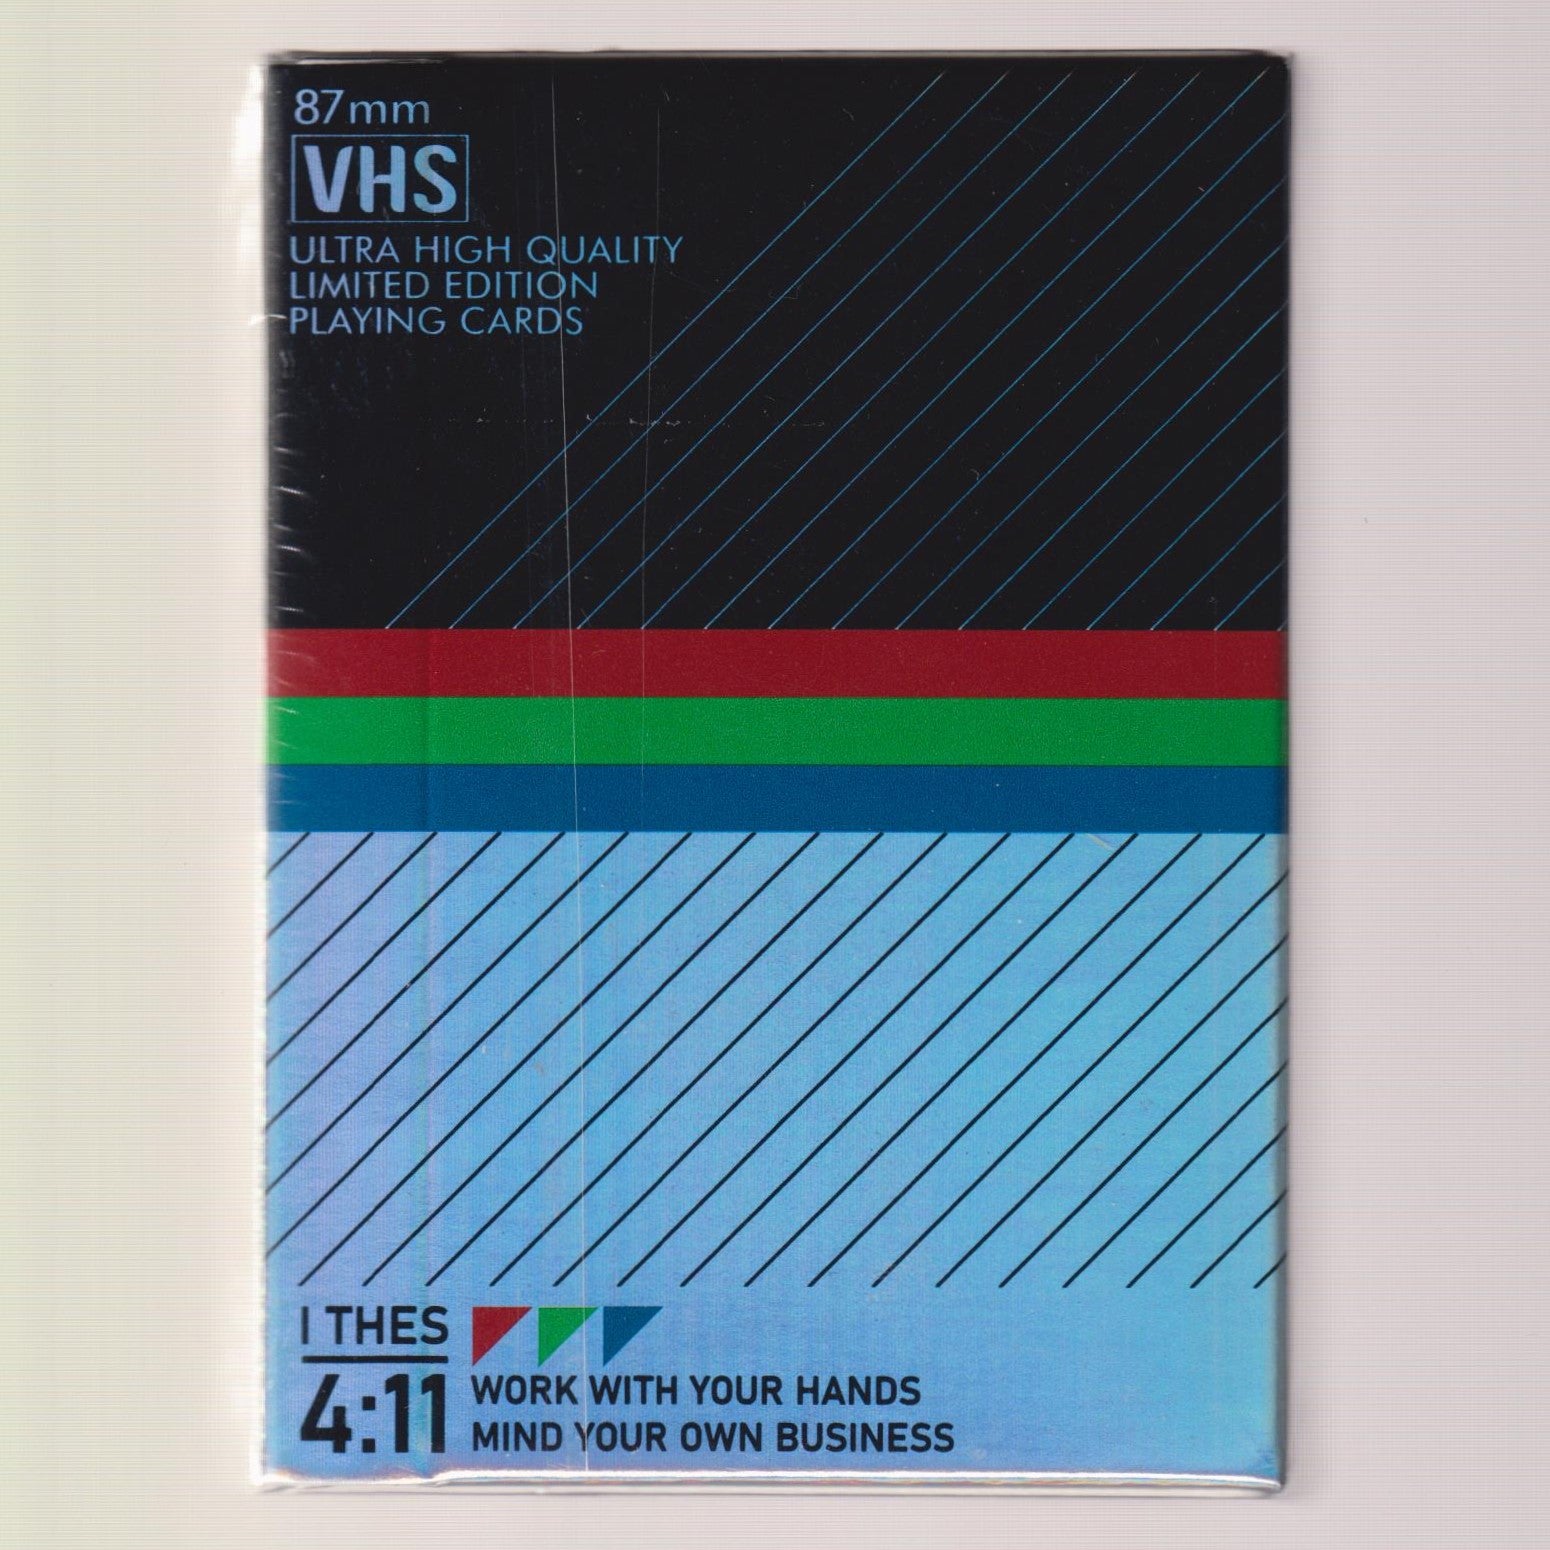 87mm
VHS
ULTRA HIGH QUALITY
LIMITED EDITION
PLAYING CARDS
I THES
4:11
WORK WITH YOUR HANDS
MIND YOUR OWN BUSINESS